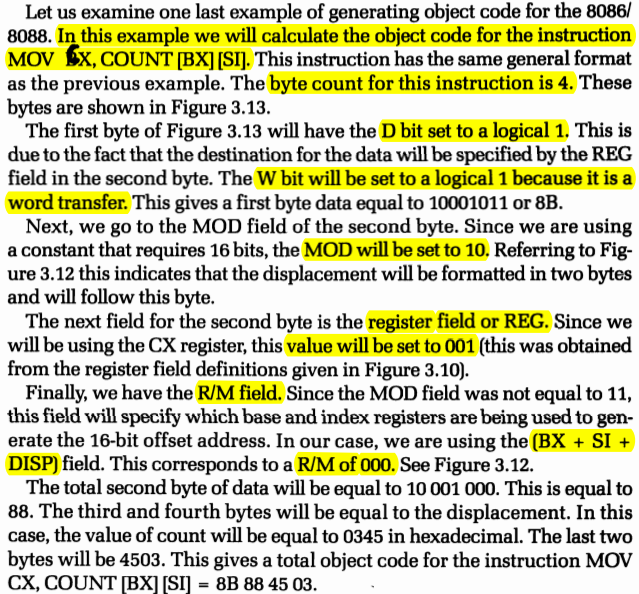 Let us examine one last example of generating object code for the 8086/
8088. In this example we will calculate the object code for the instruction
MOV CX, COUNT [BX] [SI]. This instruction has the same general format
as the previous example. The byte count for this instruction is 4. These
bytes are shown in Figure 3.13.
The first byte of Figure 3.13 will have the D bit set to a logical 1. This is
due to the fact that the destination for the data will be specified by the REG
field in the second byte. The W bit will be set to a logical 1 because it is a
word transfer. This gives a first byte data equal to 10001011 or 8B.
Next, we go to the MOD field of the second byte. Since we are using
a constant that requires 16 bits, the MOD will be set to 10. Referring to Fig-
ure 3.12 this indicates that the displacement will be formatted in two bytes
and will follow this byte.
The next field for the second byte is the register field or REG. Since we
will be using the CX register, this value will be set to 001 (this was obtained
from the register field definitions given in Figure 3.10).
Finally, we have the R/M field. Since the MOD field was not equal to 11,
this field will specify which base and index registers are being used to gen-
erate the 16-bit offset address. In our case, we are using the (BX + SI +
DISP) field. This corresponds to a R/M of 000. See Figure 3.12.
The total second byte of data will be equal to 10 001 000. This is equal to
88. The third and fourth bytes will be equal to the displacement. In this
case, the value of count will be equal to 0345 in hexadecimal. The last two
bytes will be 4503. This gives a total object code for the instruction MOV
CX, COUNT [BX] [SI] = 8B 88 45 03.